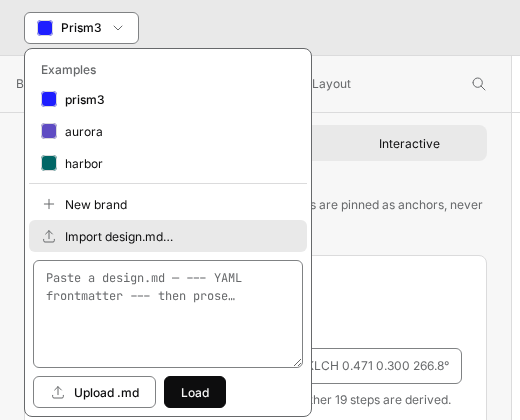 Prism3
B
Examples
Layout
prism3
aurora
Interactive
harbor
New brand
s are pinned as anchors, never
Import design.md...
Paste a design.md — --- YAML
frontmatter --- then prose…
KLCH 0.471 0.300 266.8°
Upload .md
Load
her 19 steps are derived.